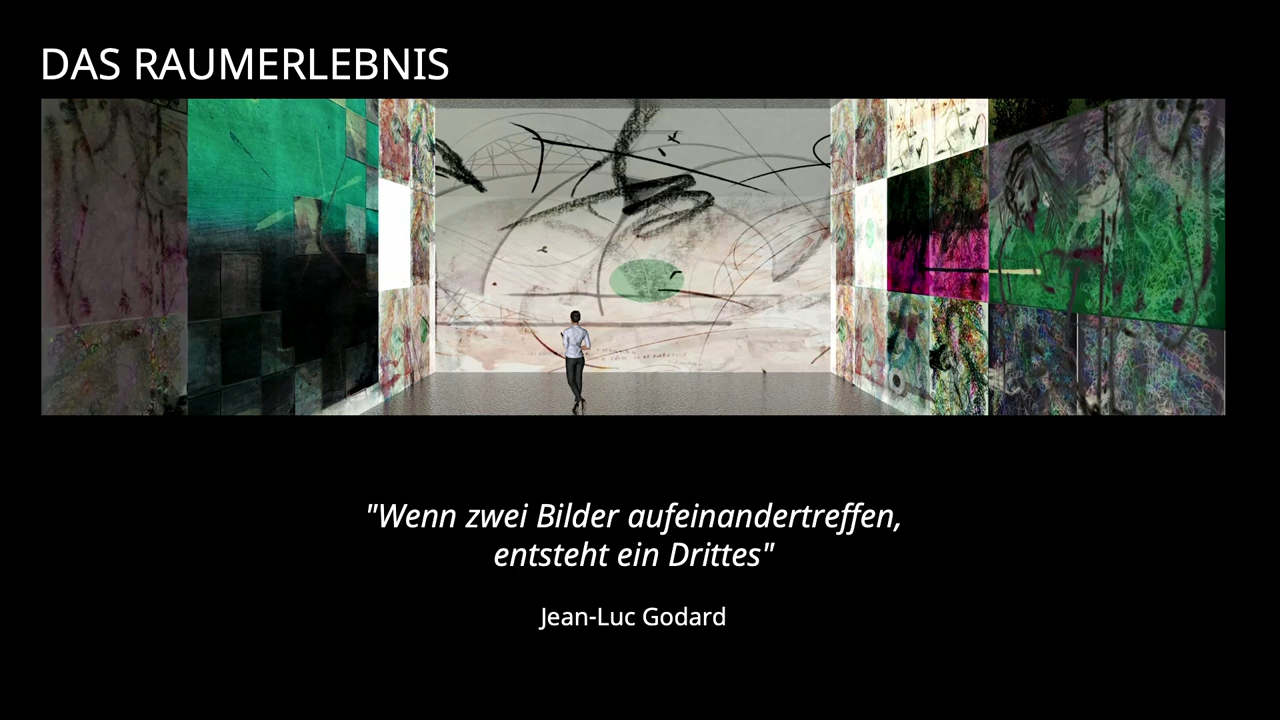 DAS RAUMERLEBNIS
"Wenn zwei Bilder aufeinandertreffen,
entsteht ein Drittes"
Jean-Luc Godard